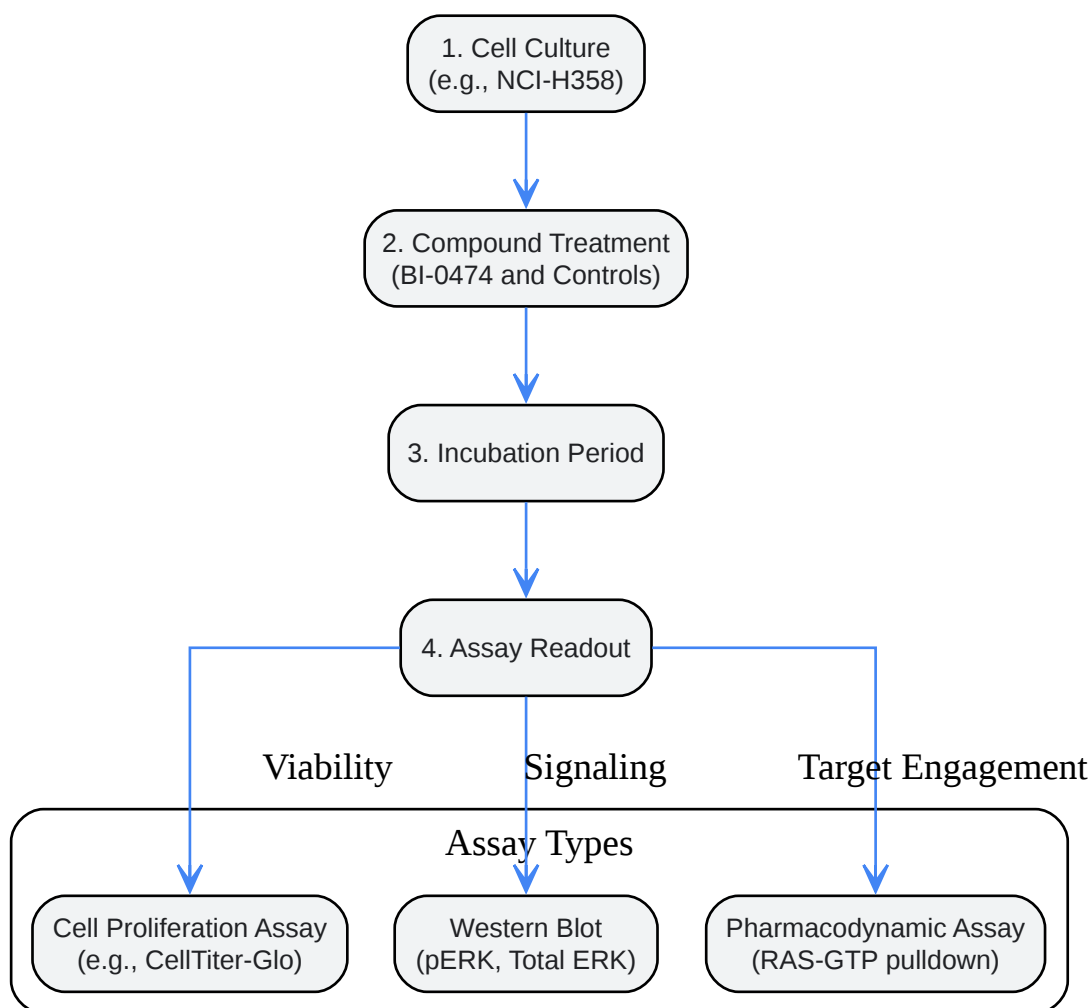 1. Cell Culture
(e.g., NCI-H358)
2. Compound Treatment
(BI-0474 and Controls)
3. Incubation Period
4. Assay Readout
Viability
Signaling
Target Engagement
Assay Types
Cell Proliferation Assay
(e.g., CellTiter-Glo)
Western Blot
(pERK, Total ERK)
Pharmacodynamic Assay
(RAS-GTP pulldown)